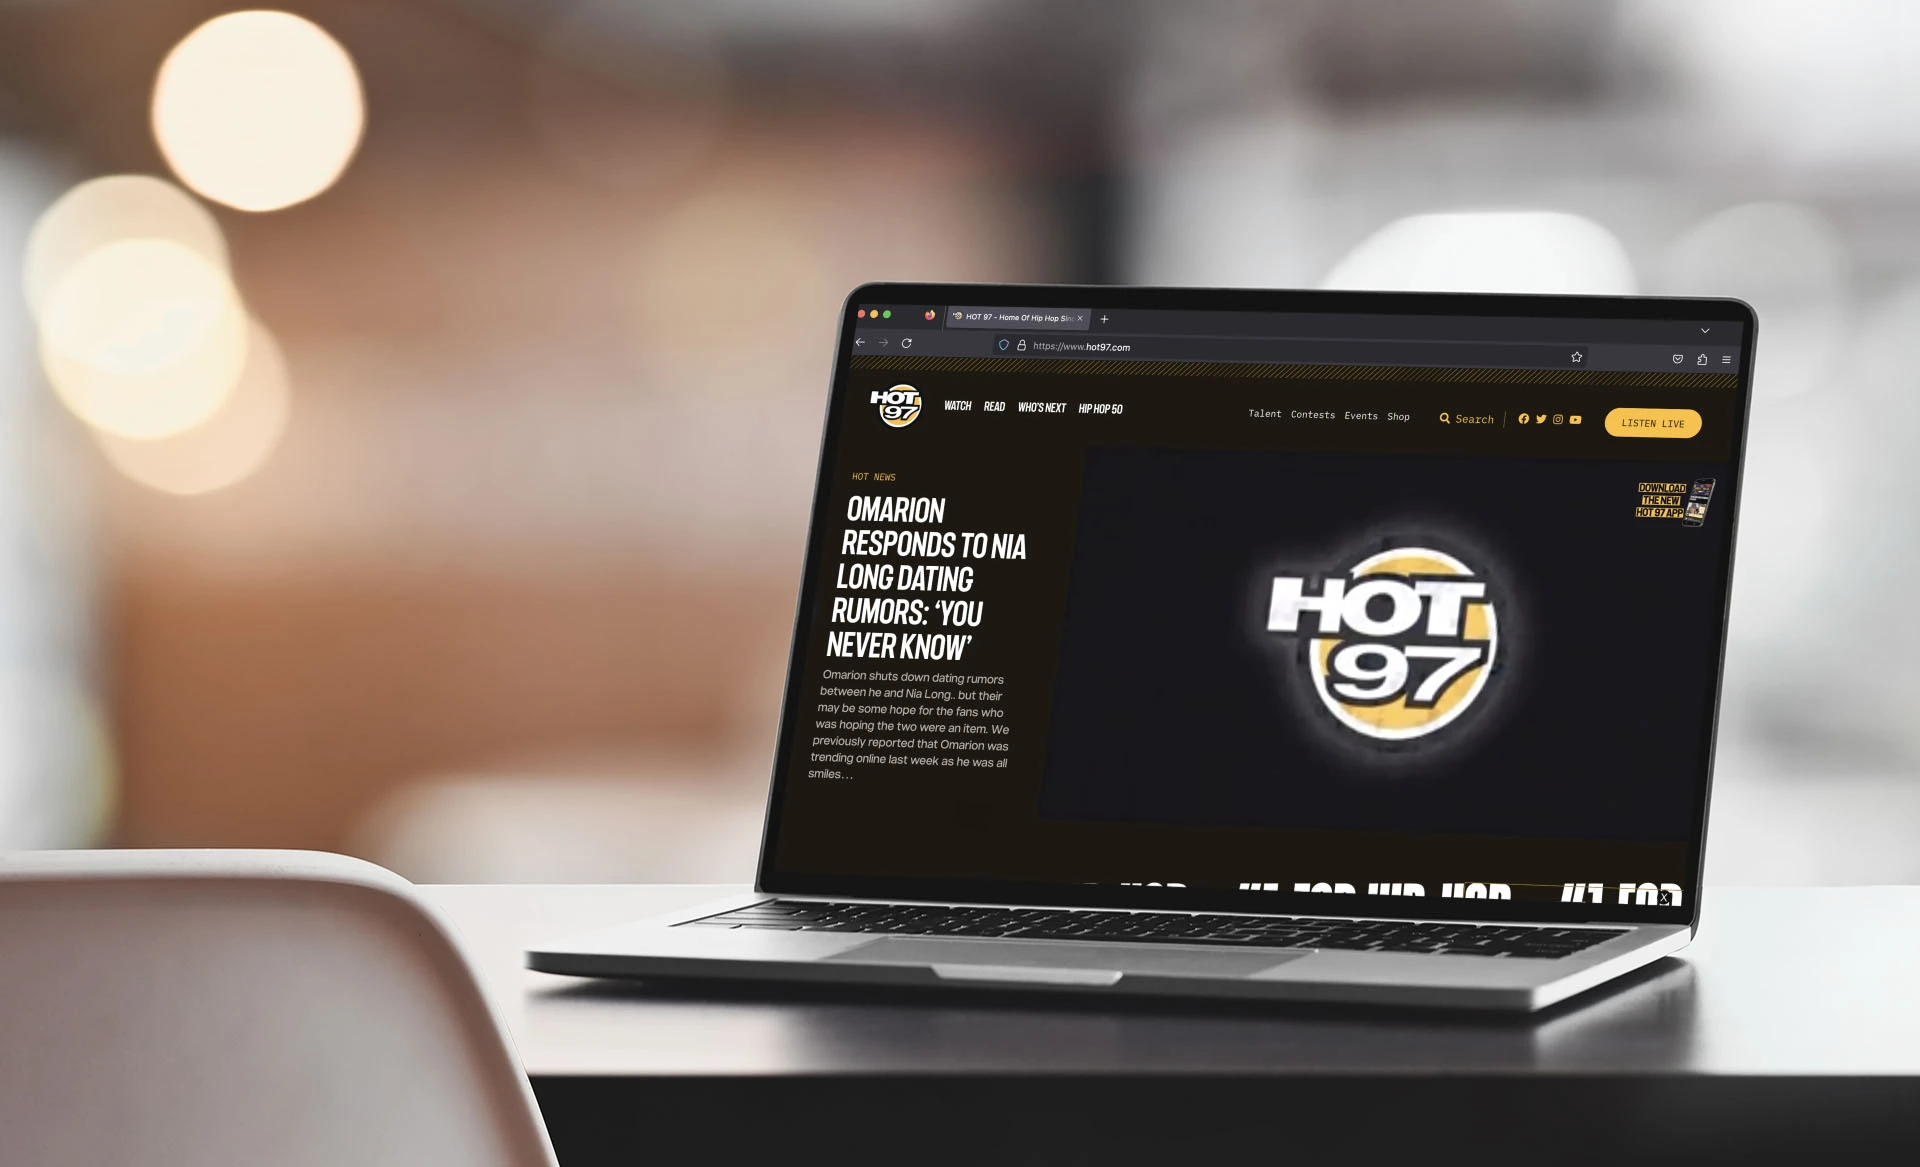 HOT 97 - Home Of Hip Hop Sinc
https://www.hot97.com
HOT
97
WATCH READ WHO'S NEXT HIP HOP 50
Talent Contests Events Shop
Search
LISTEN LIVE
HOT NEWS
OMARION
RESPONDS TO NIA
LONG DATING
RUMORS: ‘YOU
NEVER KNOW’
Omarion shuts down dating rumors
between he and Nia Long.. but their
may be some hope for the fans who
was hoping the two were an item. We
previously reported that Omarion was
trending online last week as he was all
smiles...
DOWNLOAD
THE NEW
HOT 97 APP
HOT
97
HOP #1 FOR HIP HOP #1 FOR
X